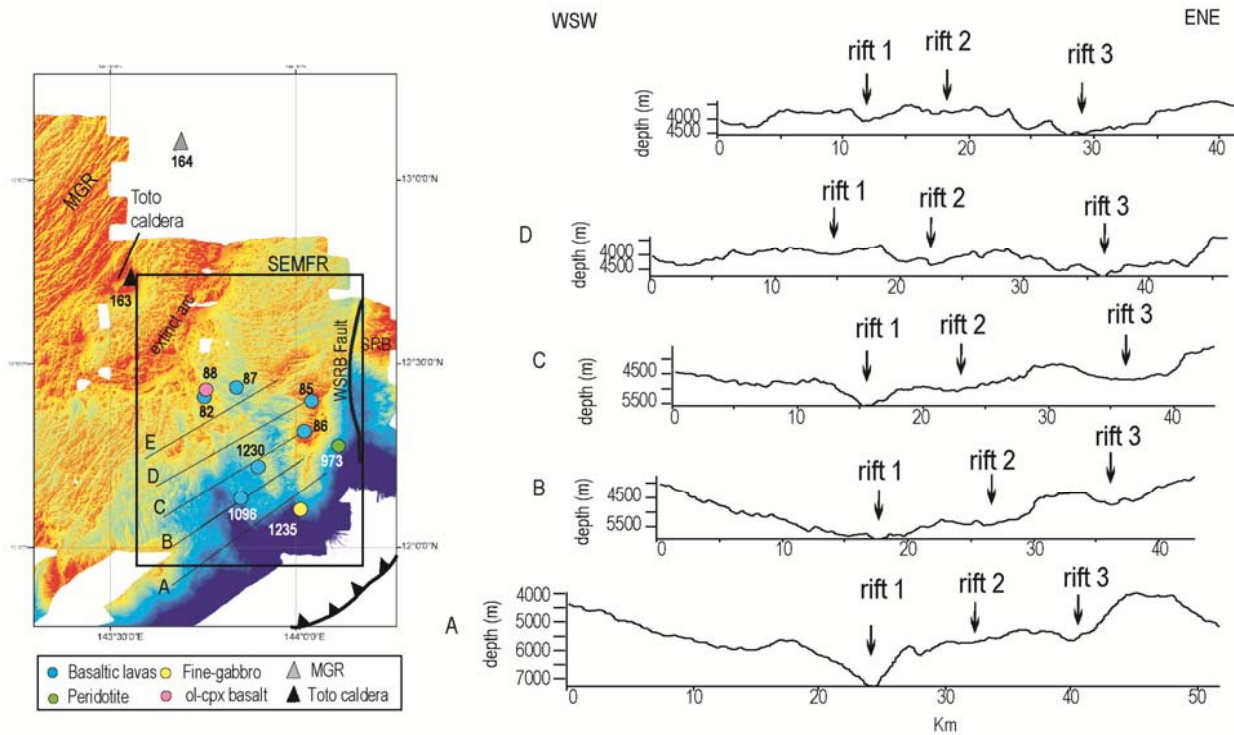 WSW
ENE
164
13°0'0"N
MGR
Toto
caldera
SEMFR
163
extinct arc
WSRB Fault
SRB
12°30'0"N
88
87
82
85
86
E
1230
973
D
C
1096
1235
B
12°0'0"N
A
143°30'0"E
144°0'0"E
Basaltic lavas
Fine-gabbro
MGR
Peridotite
ol-cpx basalt
Toto caldera
rift 1
rift 2
rift 3
depth (m)
4000
4500
0
10
20
30
40
D
rift 1
rift 2
rift 3
depth (m)
4000
4500
0
10
20
30
40
C
rift 1
rift 2
rift 3
depth (m)
4500
5500
0
10
20
30
40
B
rift 1
rift 2
rift 3
depth (m)
4500
5500
0
10
20
30
40
A
rift 1
rift 2
rift 3
depth (m)
4000
5000
6000
7000
0
10
20
30
40
50
Km